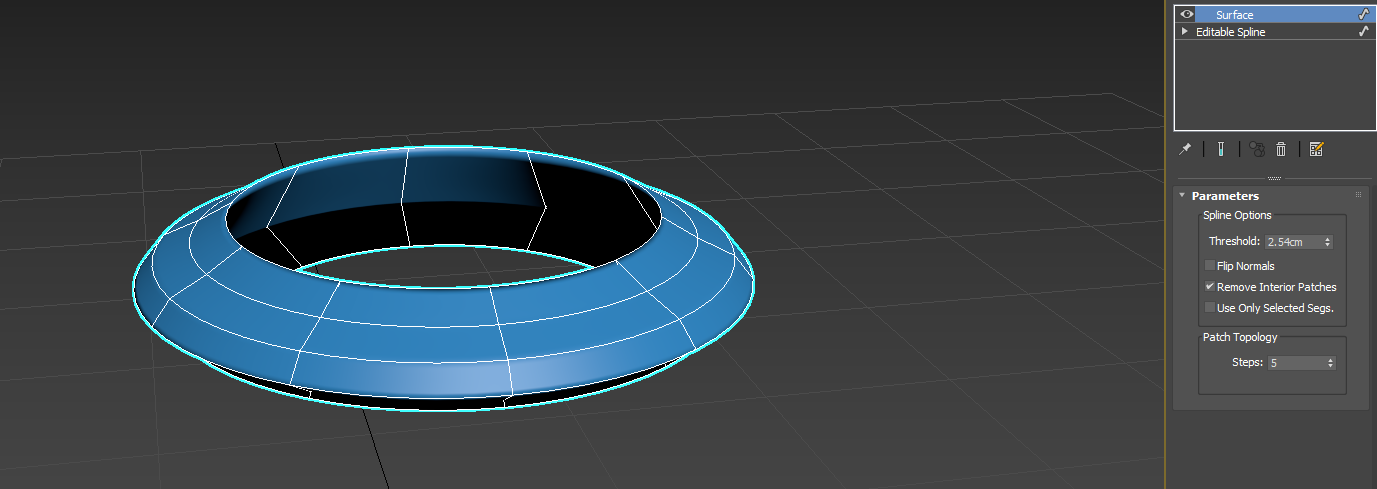 Surface
Editable Spline
Parameters
Spline Options
Threshold: 2.54cm
Flip Normals
Remove Interior Patches
Use Only Selected Segs.
Patch Topology
Steps: 5